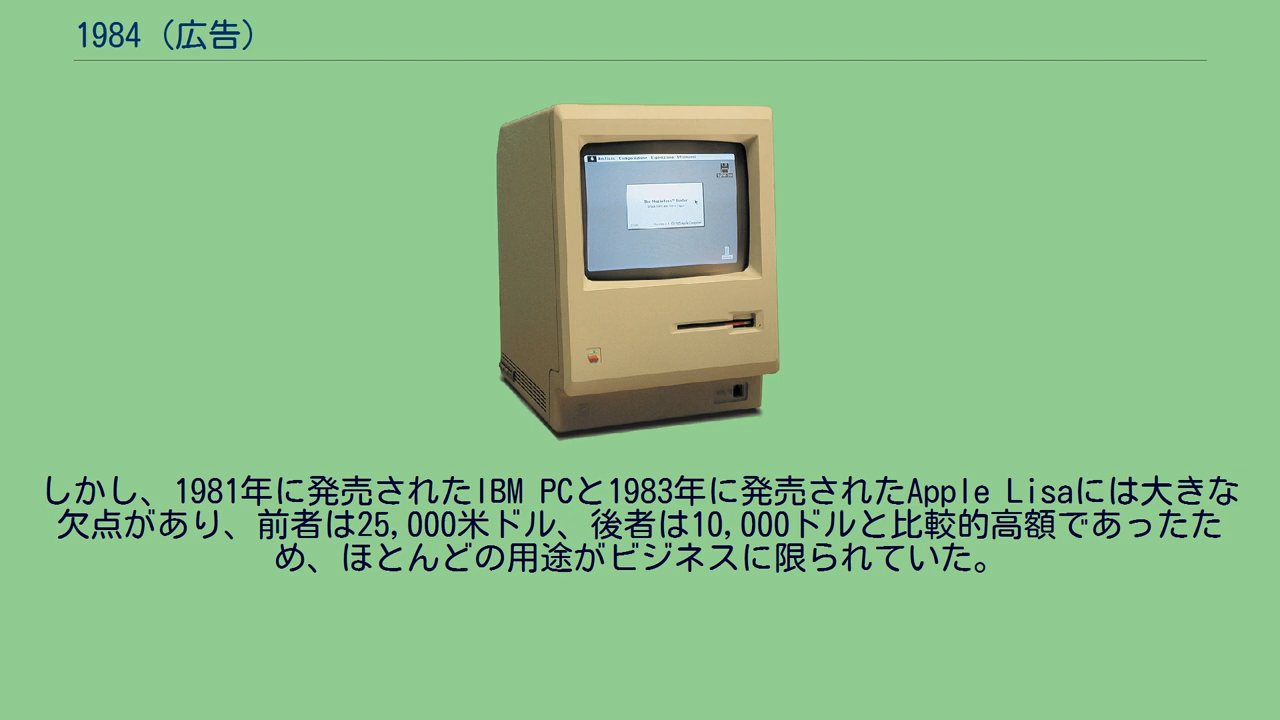 1984（広告）
しかし、1981年に発売されたIBM PCと1983年に発売されたApple Lisaには大きな
欠点があり、前者は25,000米ドル、後者は10,000ドルと比較的高額であったた
め、ほとんどの用途がビジネスに限られていた。